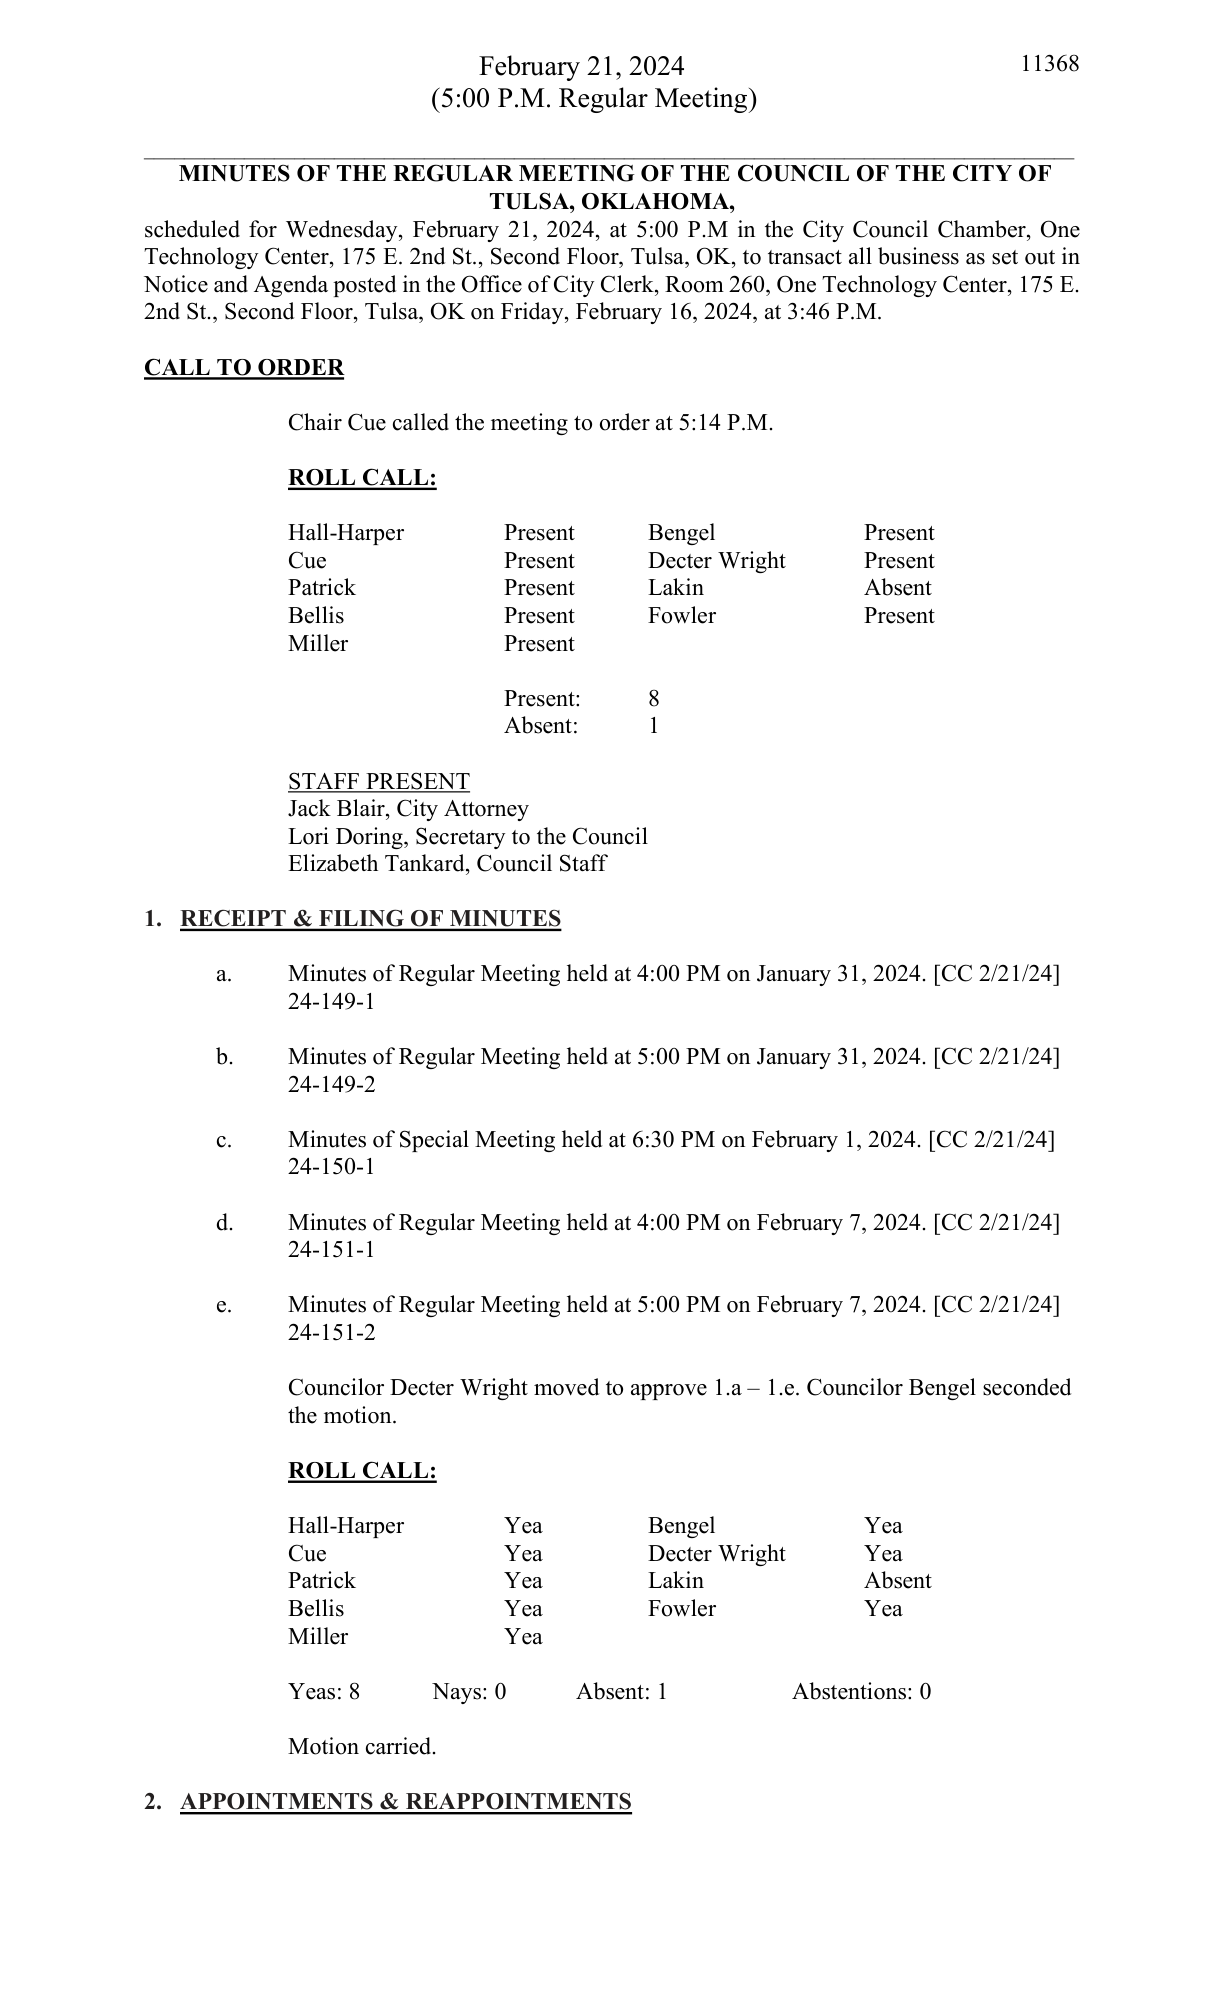 February 21, 2024
11368
(5:00 P.M. Regular Meeting)
MINUTES OF THE REGULAR MEETING OF THE COUNCIL OF THE CITY OF
TULSA, OKLAHOMA,
scheduled for Wednesday, February 21, 2024, at 5:00 P.M in the City Council Chamber, One
Technology Center, 175 E. 2nd St., Second Floor, Tulsa, OK, to transact all business as set out in
Notice and Agenda posted in the Office of City Clerk, Room 260, One Technology Center, 175 E.
2nd St., Second Floor, Tulsa, OK on Friday, February 16, 2024, at 3:46 P.M.
CALL TO ORDER
Chair Cue called the meeting to order at 5:14 P.M.
ROLL CALL:
Hall-Harper Present Bengel Present
Cue Present Decter Wright Present
Patrick Present Lakin Absent
Bellis Present Fowler Present
Miller Present
Present: 8
Absent: 1
STAFF PRESENT
Jack Blair, City Attorney
Lori Doring, Secretary to the Council
Elizabeth Tankard, Council Staff
1. RECEIPT & FILING OF MINUTES
a. Minutes of Regular Meeting held at 4:00 PM on January 31, 2024. [CC 2/21/24]
24-149-1
b. Minutes of Regular Meeting held at 5:00 PM on January 31, 2024. [CC 2/21/24]
24-149-2
c. Minutes of Special Meeting held at 6:30 PM on February 1, 2024. [CC 2/21/24]
24-150-1
d. Minutes of Regular Meeting held at 4:00 PM on February 7, 2024. [CC 2/21/24]
24-151-1
e. Minutes of Regular Meeting held at 5:00 PM on February 7, 2024. [CC 2/21/24]
24-151-2
Councilor Decter Wright moved to approve 1.a – 1.e. Councilor Bengel seconded
the motion.
ROLL CALL:
Hall-Harper Yea Bengel Yea
Cue Yea Decter Wright Yea
Patrick Yea Lakin Absent
Bellis Yea Fowler Yea
Miller Yea
Yeas: 8 Nays: 0 Absent: 1 Abstentions: 0
Motion carried.
2. APPOINTMENTS & REAPPOINTMENTS